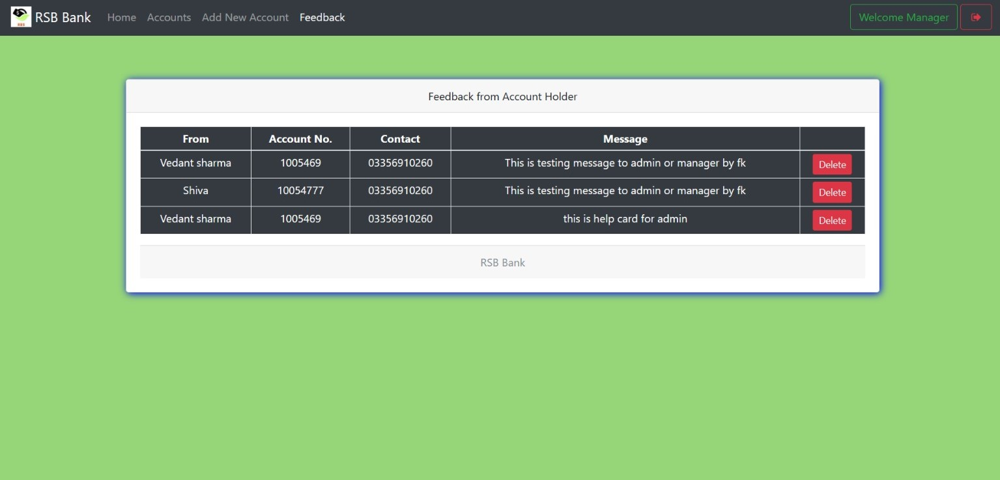 RSB Bank Home Accounts Add New Account Feedback Welcome Manager
Feedback from Account Holder
From Account No. Contact Message
Vedant sharma 1005469 03356910260 This is testing message to admin or manager by fk Delete
Shiva 10054777 03356910260 This is testing message to admin or manager by fk Delete
Vedant sharma 1005469 03356910260 this is help card for admin Delete
RSB Bank